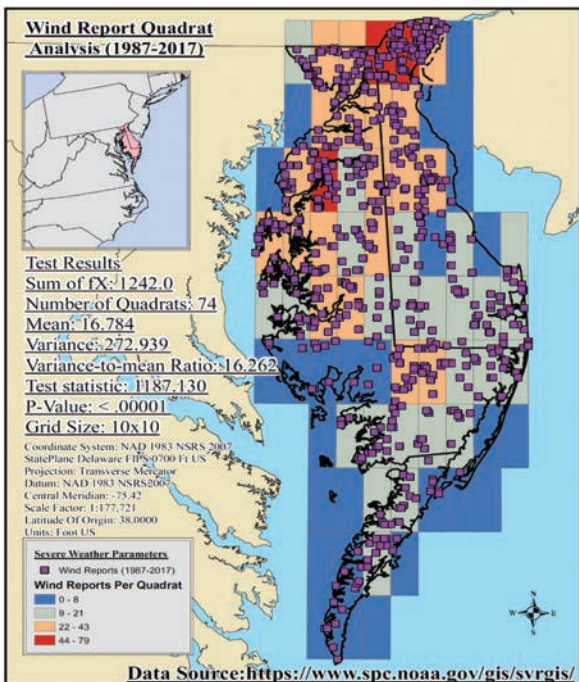 Wind Report Quadrat
Analysis (1987-2017)
Test Results
Sum of fX: 1242.0
Number of Quadrats: 74
Mean: 16.784
Variance: 272.939
Variance-to-mean Ratio: 16.262
Test statistic: 1187.130
P-Value: < .00001
Grid Size: 10x10
Coordinate System: NAD 1983 NSRS 2007
StatePlane Delaware FIPS 0700 Ft US
Projection: Transverse Mercator
Datum: NAD 1983 NSRS2007
Central Meridian: -75.42
Scale Factor: 1:177,721
Latitude Of Origin: 38.0000
Units: Foot US
Severe Weather Parameters
Wind Reports (1987-2017)
Wind Reports Per Quadrat
0 - 8
9 - 21
22 - 43
44 - 79
N
W E
S
Data Source:https://www.spc.noaa.gov/gis/svrgis/